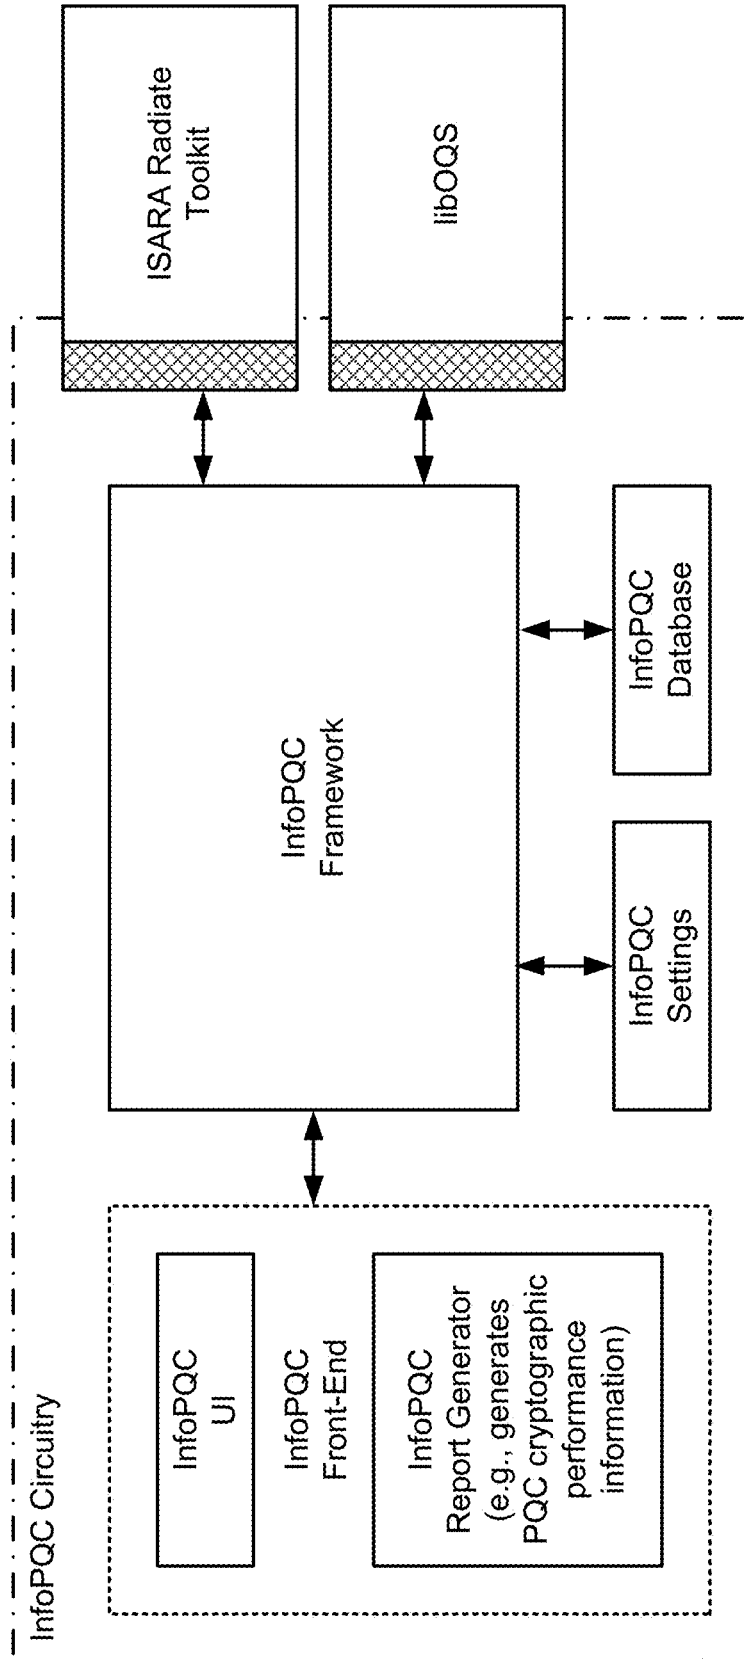 InfoPQC Circuitry
InfoPQC
UI
InfoPQC
Front-End
InfoPQC
Report Generator
(e.g., generates
PQC cryptographic
performance
information)
InfoPQC
Framework
InfoPQC
Settings
InfoPQC
Database
ISARA Radiate
Toolkit
libOQS